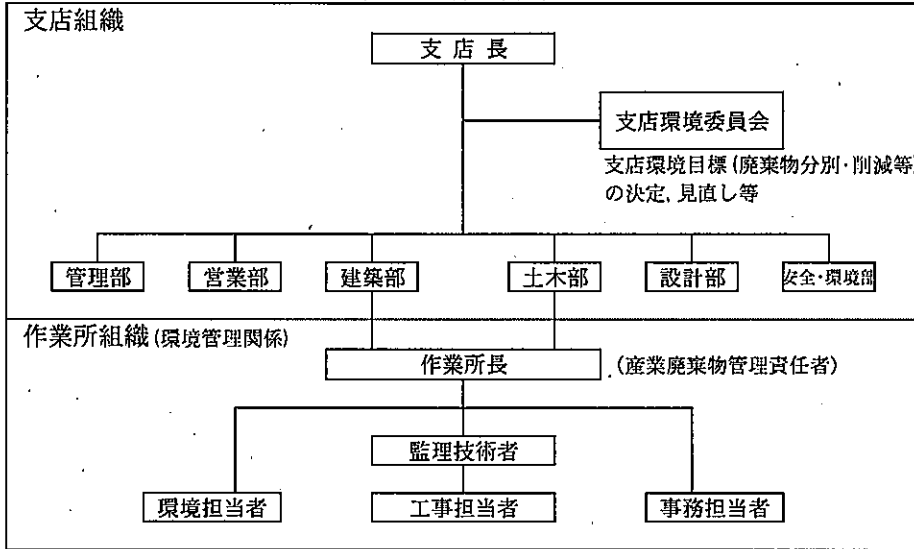 支店組織
支店長
支店環境委員会
支店環境目標(廃棄物分別・削減等)
の決定, 見直し等
管理部 営業部 建築部 土木部 設計部 安全・環境部
作業所組織(環境管理関係)
作業所長 (産業廃棄物管理責任者)
監理技術者
環境担当者 工事担当者 事務担当者